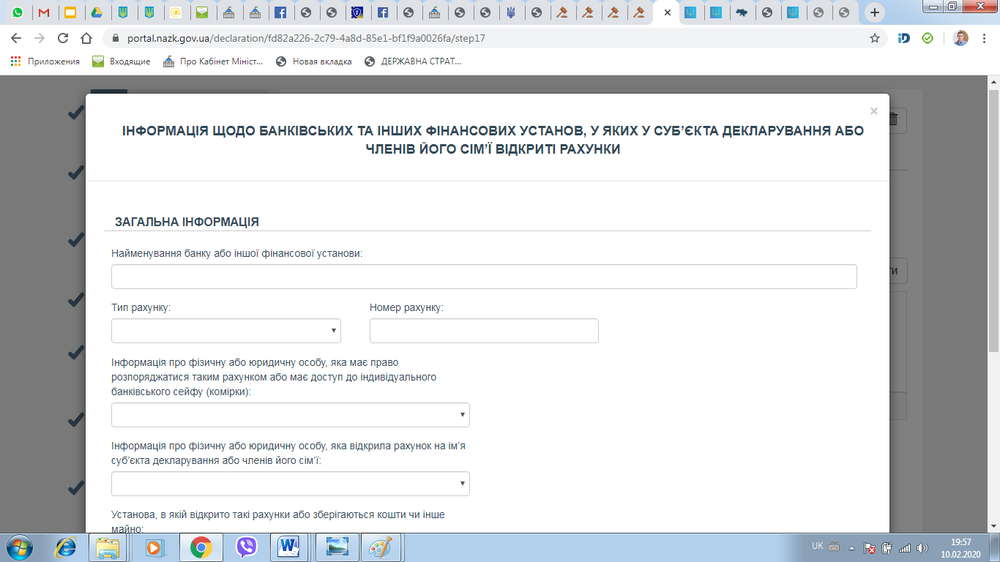 portal.nazk.gov.ua/declaration/fd82a226-2c79-4a8d-85e1-bf1f9a0026fa/step17
Приложения Входящие Про Кабінет Мініст... Новая вкладка ДЕРЖАВНА СТРАТ...
×
ІНФОРМАЦІЯ ЩОДО БАНКІВСЬКИХ ТА ІНШИХ ФІНАНСОВИХ УСТАНОВ, У ЯКИХ У СУБ’ЄКТА ДЕКЛАРУВАННЯ АБО
ЧЛЕНІВ ЙОГО СІМ’Ї ВІДКРИТІ РАХУНКИ
ЗАГАЛЬНА ІНФОРМАЦІЯ
Найменування банку або іншої фінансової установи:
ТИ
Тип рахунку: Номер рахунку:
Інформація про фізичну або юридичну особу, яка має право
розпоряджатися таким рахунком або має доступ до індивідуального
банківського сейфу (комірки):
Інформація про фізичну або юридичну особу, яка відкрила рахунок на ім’я
суб’єкта декларування або членів його сім’ї:
Установа, в якій відкрито такі рахунки або зберігаються кошти чи інше
майно:
UK 19:57
10.02.2020